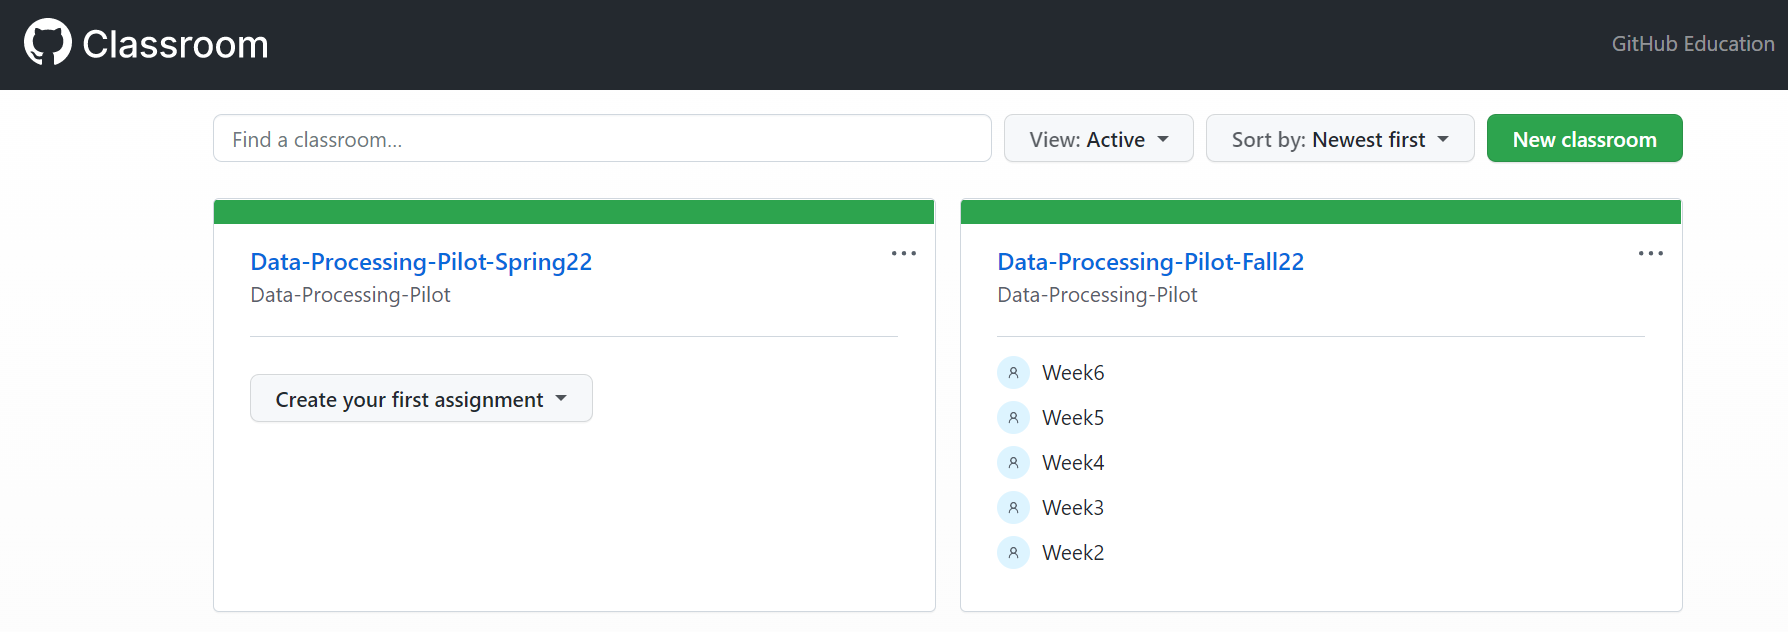 Classroom
GitHub Education
Find a classroom...
View: Active
Sort by: Newest first
New classroom
Data-Processing-Pilot-Spring22
Data-Processing-Pilot
Create your first assignment
Data-Processing-Pilot-Fall22
Data-Processing-Pilot
Week6
Week5
Week4
Week3
Week2